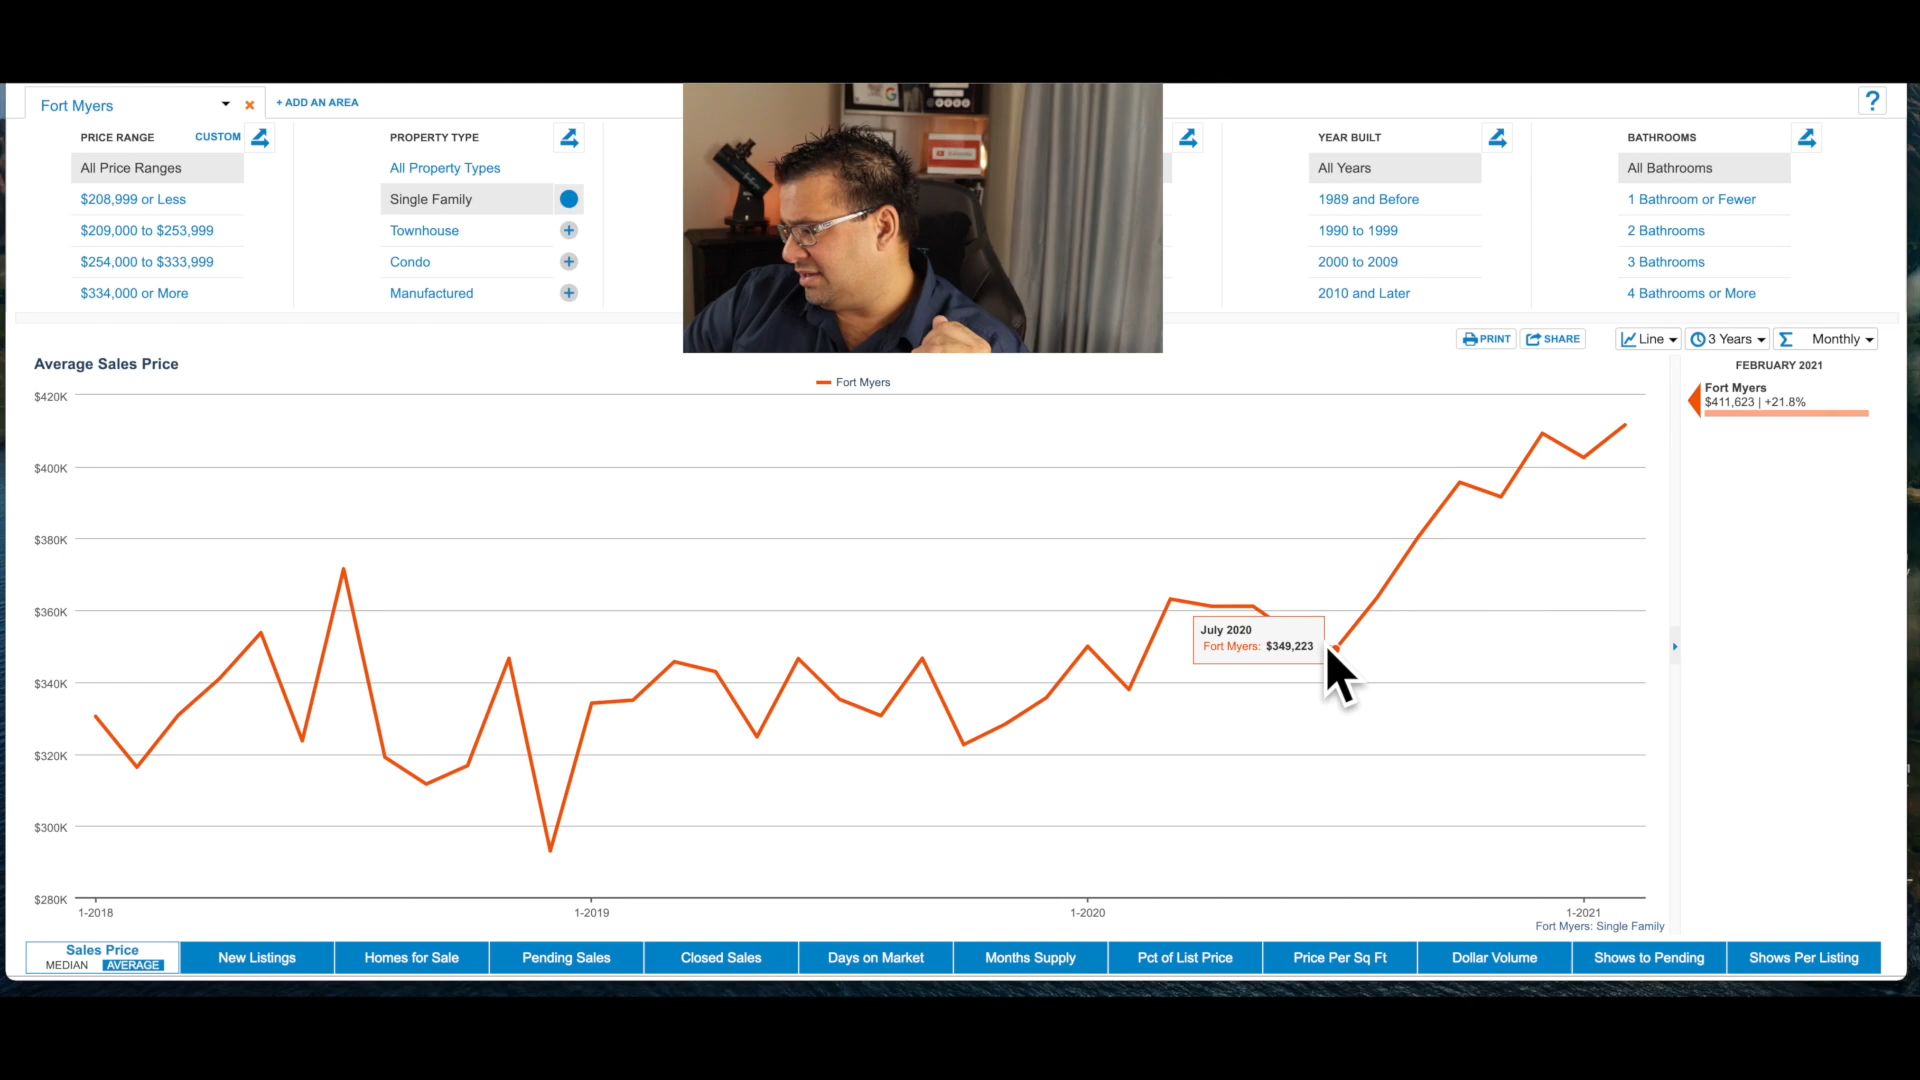 Fort Myers
+ ADD AN AREA
?
PRICE RANGE CUSTOM
All Price Ranges
$208,999 or Less
$209,000 to $253,999
$254,000 to $333,999
$334,000 or More
PROPERTY TYPE
All Property Types
Single Family
Townhouse
Condo
Manufactured
YEAR BUILT
All Years
1989 and Before
1990 to 1999
2000 to 2009
2010 and Later
BATHROOMS
All Bathrooms
1 Bathroom or Fewer
2 Bathrooms
3 Bathrooms
4 Bathrooms or More
PRINT SHARE Line 3 Years Monthly
Average Sales Price
Fort Myers
FEBRUARY 2021
Fort Myers
$411,623 | +21.8%
$420K
$400K
$380K
$360K
$340K
$320K
$300K
$280K
July 2020
Fort Myers: $349,223
1-2018 1-2019 1-2020 1-2021
Fort Myers: Single Family
Sales Price
MEDIAN AVERAGE
New Listings
Homes for Sale
Pending Sales
Closed Sales
Days on Market
Months Supply
Pct of List Price
Price Per Sq Ft
Dollar Volume
Shows to Pending
Shows Per Listing